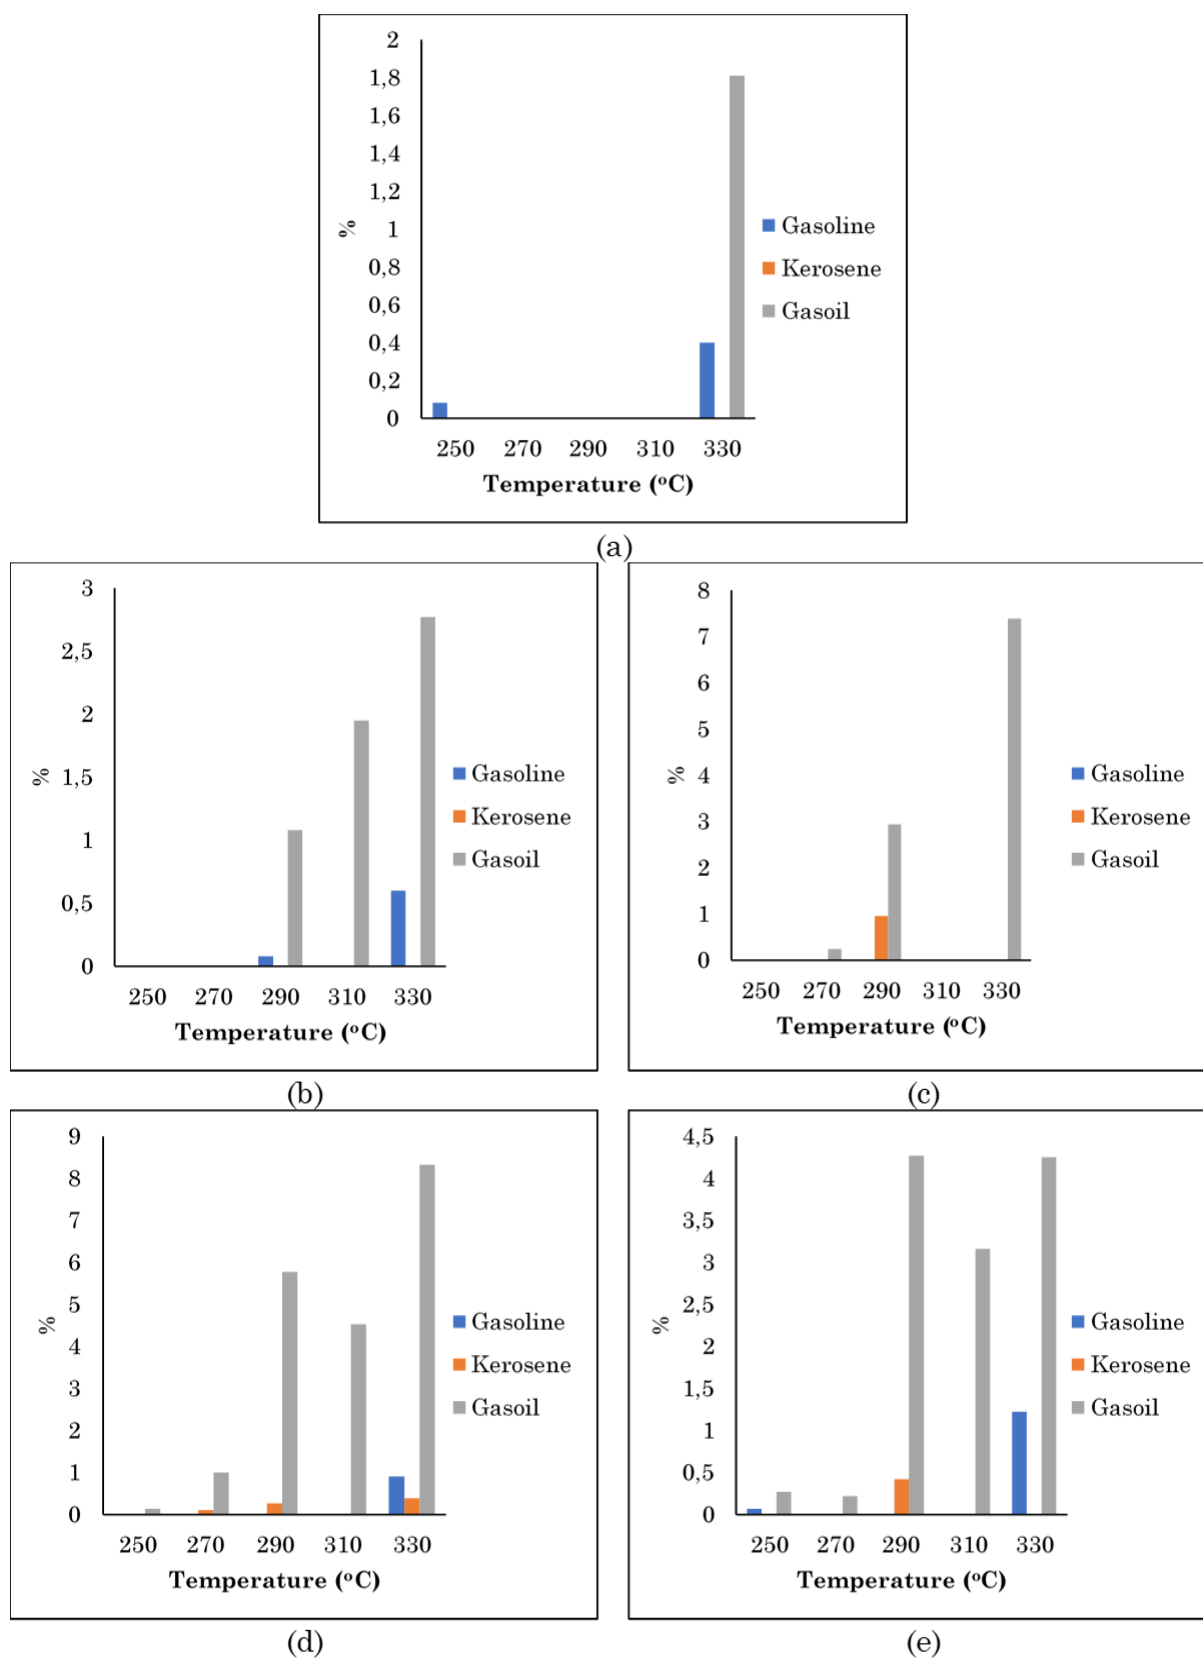 2
1,8
1,6
1,4
1,2
1
0,8
0,6
0,4
0,2
0
%
250 270 290 310 330
Temperature (ᵒC)
Gasoline
Kerosene
Gasoil
(a)
3
2,5
2
1,5
1
0,5
0
%
250 270 290 310 330
Temperature (ᵒC)
Gasoline
Kerosene
Gasoil
(b)
8
7
6
5
4
3
2
1
0
%
250 270 290 310 330
Temperature (ᵒC)
Gasoline
Kerosene
Gasoil
(c)
9
8
7
6
5
4
3
2
1
0
%
250 270 290 310 330
Temperature (ᵒC)
Gasoline
Kerosene
Gasoil
(d)
4,5
4
3,5
3
2,5
2
1,5
1
0,5
0
%
250 270 290 310 330
Temperature (ᵒC)
Gasoline
Kerosene
Gasoil
(e)